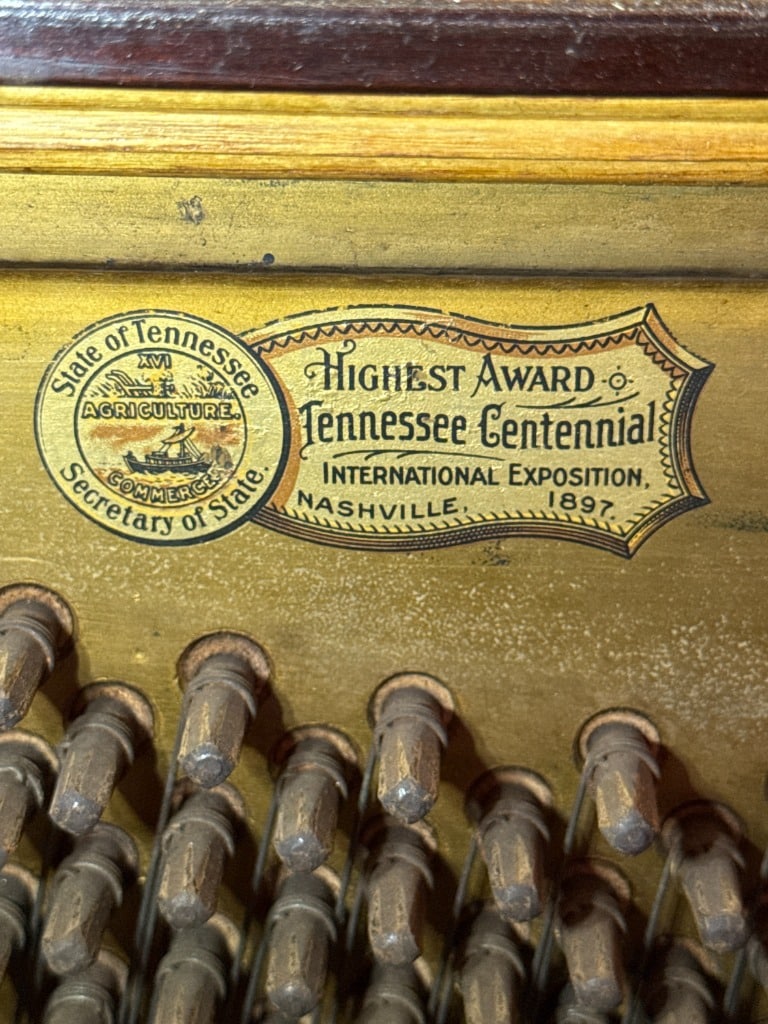 State of Tennessee
XVI
AGRICULTURE.
COMMERCE.
Secretary of State.
HIGHEST AWARD
Tennessee Centennial
INTERNATIONAL EXPOSITION,
NASHVILLE, 1897.